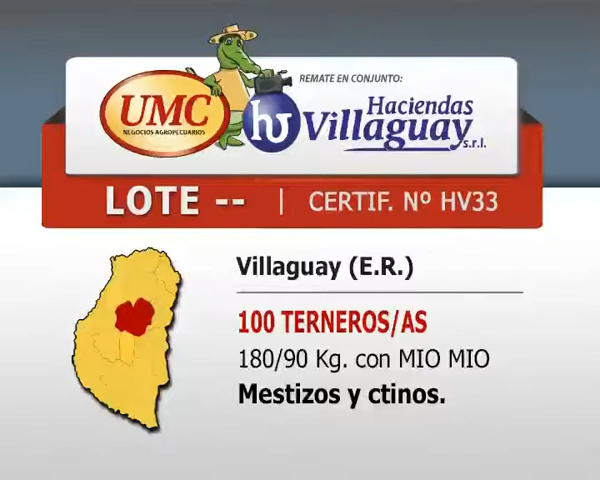 UMC
NEGOCIOS AGROPECUARIOS
REMATE EN CONJUNTO:
hv
Haciendas
Villaguay
s.r.l.
LOTE -- | CERTIF. Nº HV33
Villaguay (E.R.)
100 TERNEROS/AS
180/90 Kg. con MIO MIO
Mestizos y ctinos.